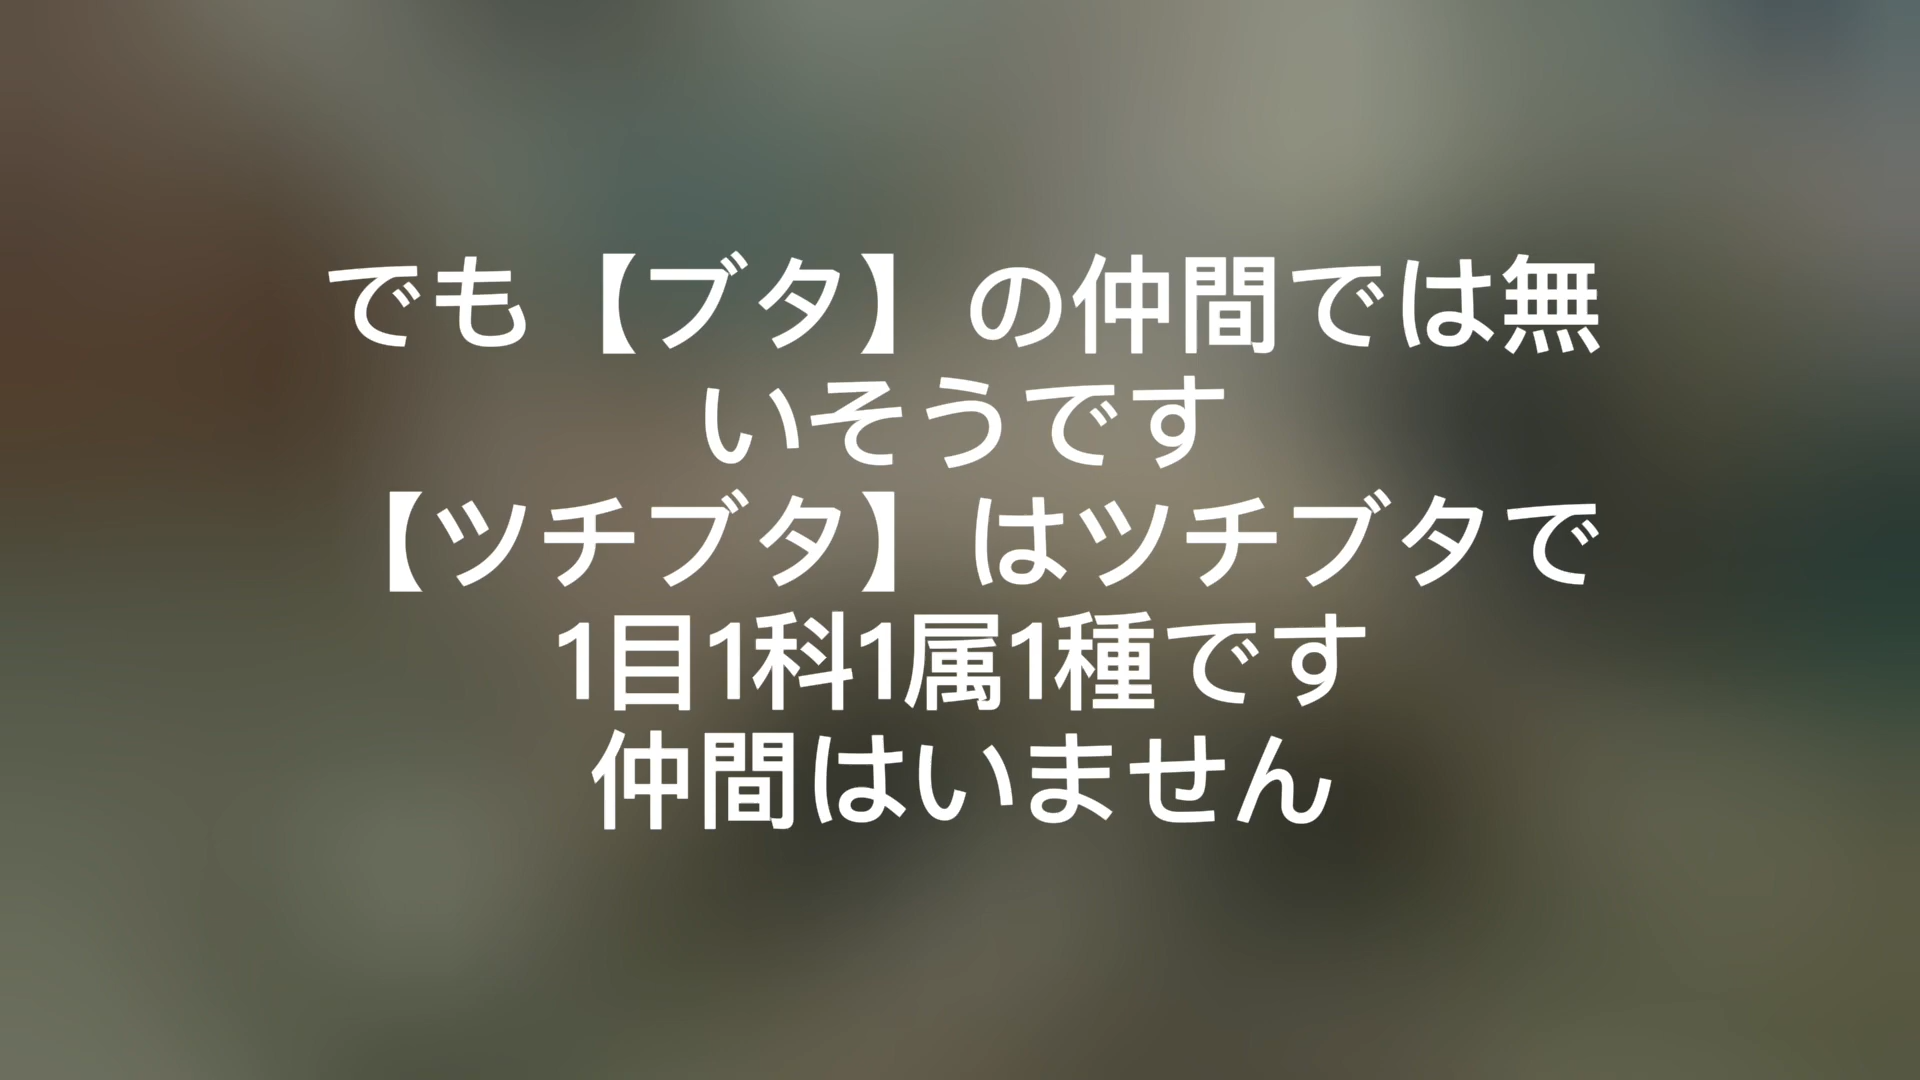 でも【ブタ】の仲間では無
いそうです
【ツチブタ】はツチブタで
1目1科1属1種です
仲間はいません